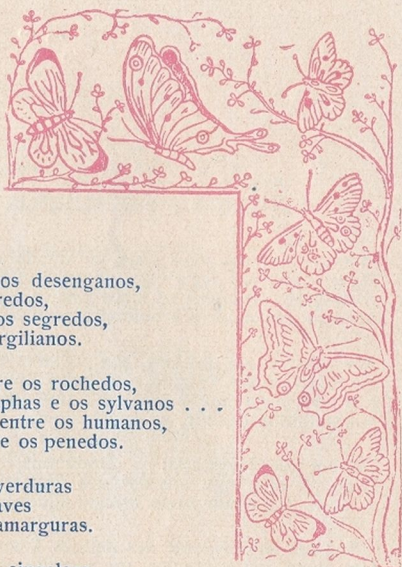 os desenganos,
redos,
os segredos,
rgilianos.
re os rochedos,
phas e os sylvanos . . .
entre os humanos,
e os penedos.
verduras
aves
amarguras.